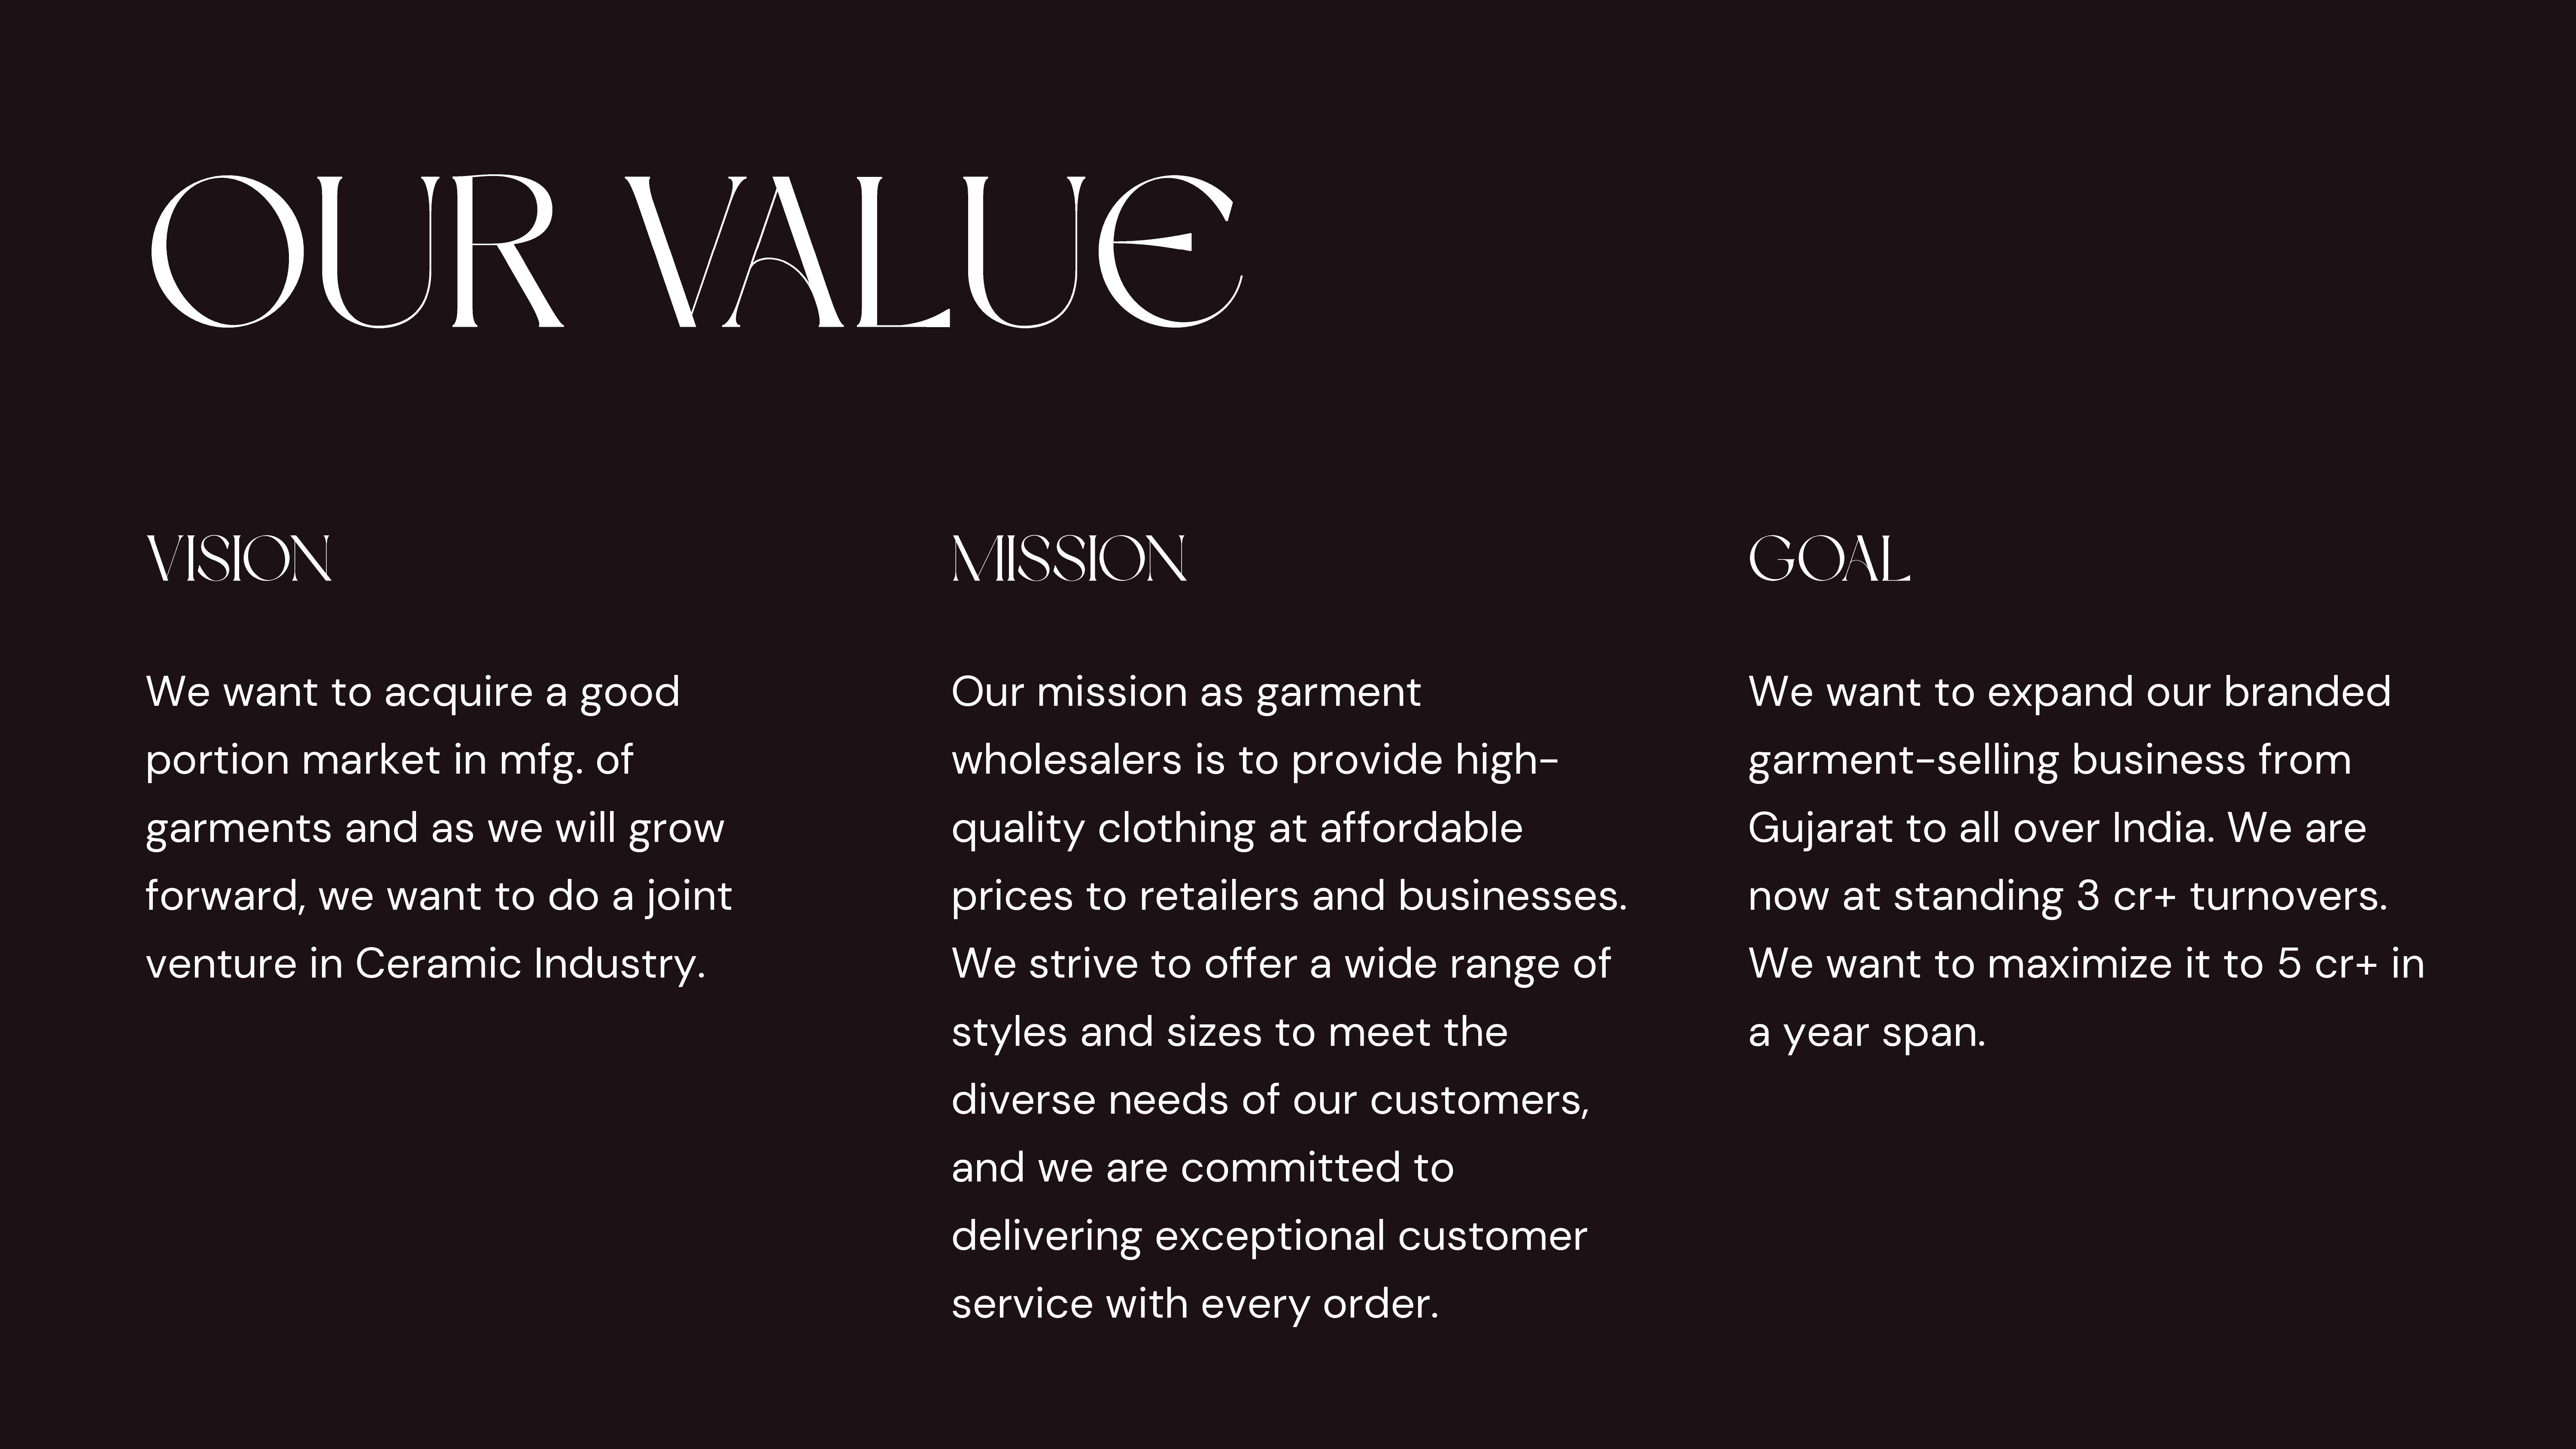 OUR VALUE
VISION
We want to acquire a good
portion market in mfg. of
garments and as we will grow
forward, we want to do a joint
venture in Ceramic Industry.
MISSION
Our mission as garment
wholesalers is to provide high-
quality clothing at affordable
prices to retailers and businesses.
We strive to offer a wide range of
styles and sizes to meet the
diverse needs of our customers,
and we are committed to
delivering exceptional customer
service with every order.
GOAL
We want to expand our branded
garment-selling business from
Gujarat to all over India. We are
now at standing 3 cr+ turnovers.
We want to maximize it to 5 cr+ in
a year span.